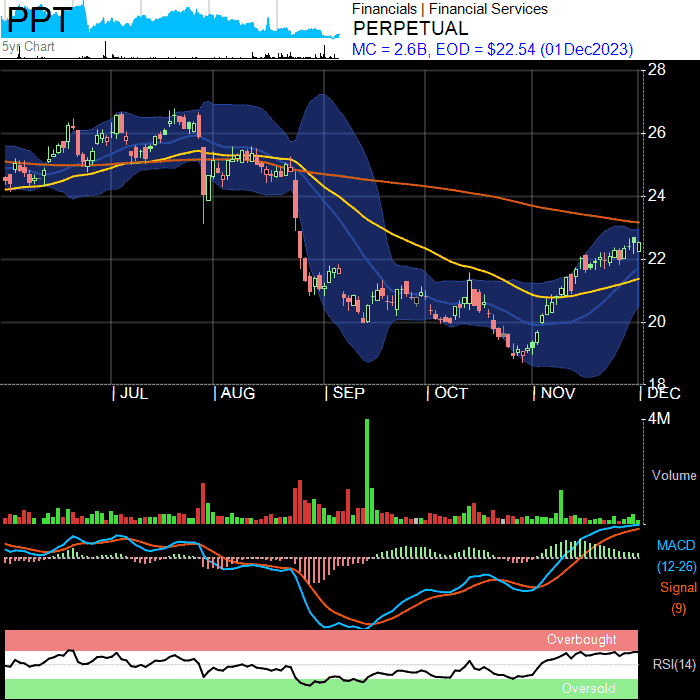 PPT
5yr Chart
Financials | Financial Services
PERPETUAL
MC = 2.6B, EOD = $22.54 (01Dec2023)
28
26
24
22
20
18
JUL
AUG
SEP
OCT
NOV
DEC
4M
Volume
MACD
(12-26)
Signal
(9)
Overbought
RSI(14)
Oversold